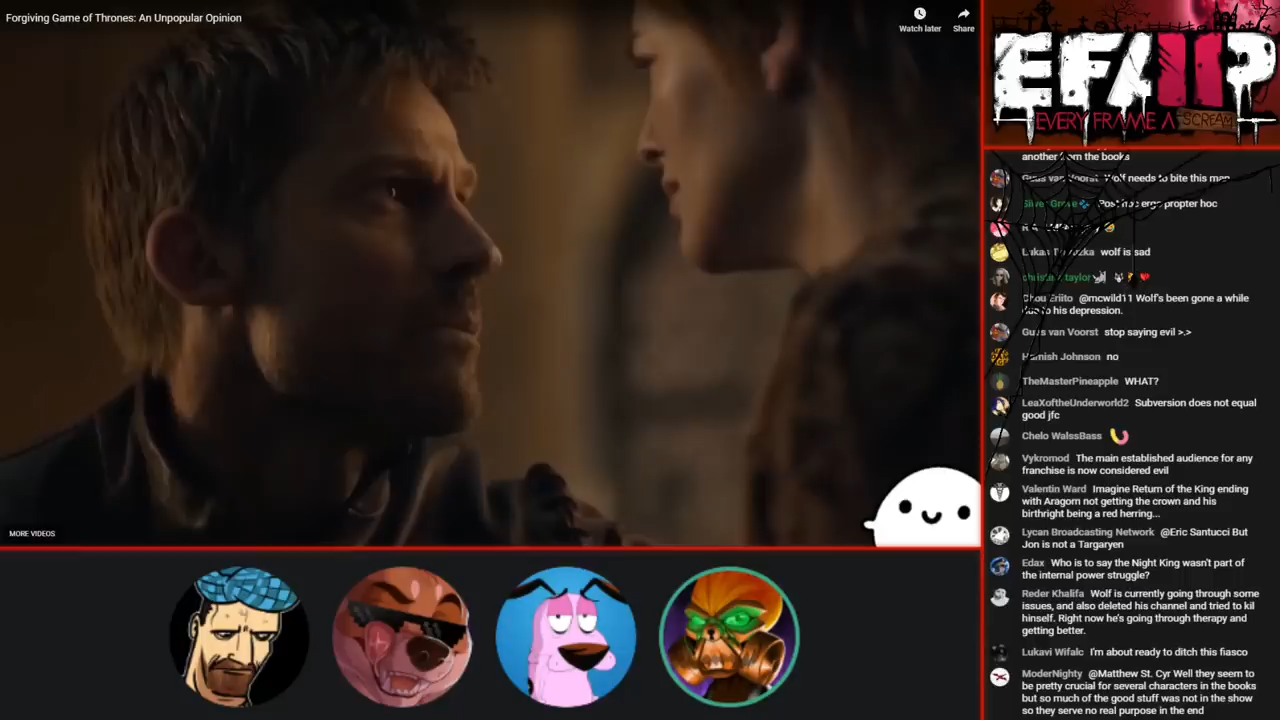 Forgiving Game of Thrones: An Unpopular Opinion
Watch later
Share
MORE VIDEOS
EFAP
EVERY FRAME A SCREAM
another from the books
Guus van Voorst Wolf needs to bite this man
Silver Grove Post hoc ergo propter hoc
wolf is sad
christian taylor
Chou Eriito @mcwild11 Wolf's been gone a while
due to his depression.
Guus van Voorst stop saying evil >.>
Hamish Johnson no
TheMasterPineapple WHAT?
LeaXoftheUnderworld2 Subversion does not equal
good jfc
Chelo WalssBass
Vykromod The main established audience for any
franchise is now considered evil
Valentin Ward Imagine Return of the King ending
with Aragorn not getting the crown and his
birthright being a red herring...
Lycan Broadcasting Network @Eric Santucci But
Jon is not a Targaryen
Edax Who is to say the Night King wasn't part of
the internal power struggle?
Reder Khalifa Wolf is currently going through some
issues, and also deleted his channel and tried to kil
himself. Right now he's going through therapy and
getting better.
Lukavi Wifalc I'm about ready to ditch this fiasco
ModerNighty @Matthew St. Cyr Well they seem to
be pretty crucial for several characters in the books
but so much of the good stuff was not in the show
so they serve no real purpose in the end